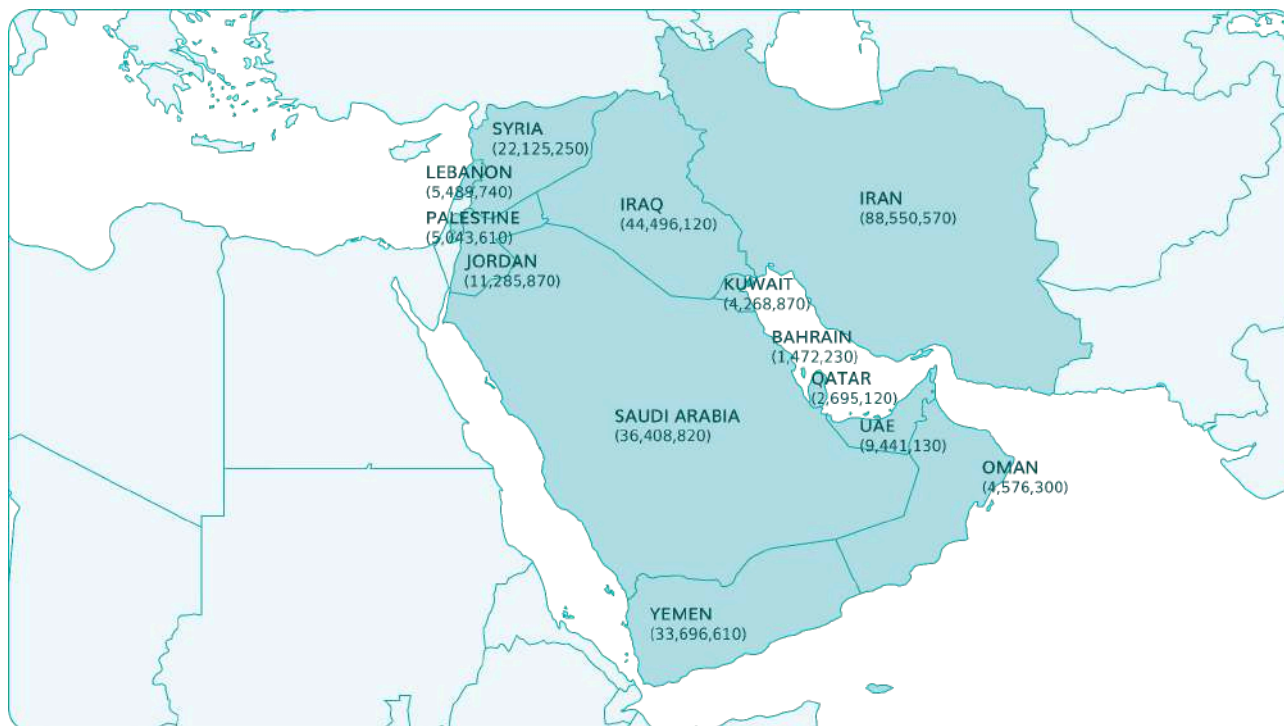 SYRIA
(22,125,250)
LEBANON
(5,489,740)
PALESTINE
(5,043,610)
JORDAN
(11,285,870)
IRAQ
(44,496,120)
IRAN
(88,550,570)
KUWAIT
(4,268,870)
BAHRAIN
(1,472,230)
QATAR
(2,695,120)
SAUDI ARABIA
(36,408,820)
UAE
(9,441,130)
OMAN
(4,576,300)
YEMEN
(33,696,610)